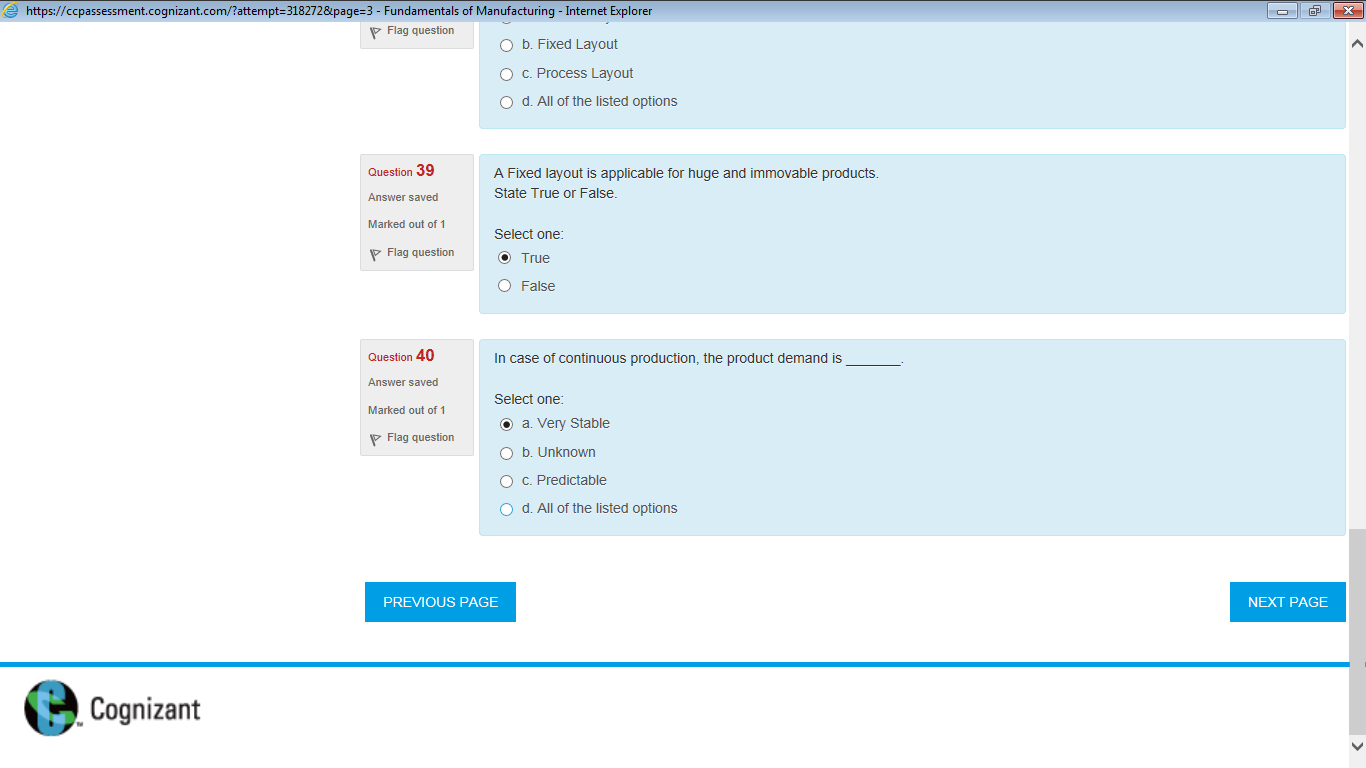 https://ccpassessment.cognizant.com/?attempt=318272&page=3 - Fundamentals of Manufacturing - Internet Explorer
Flag question
b. Fixed Layout
c. Process Layout
d. All of the listed options
Question 39
Answer saved
Marked out of 1
Flag question
A Fixed layout is applicable for huge and immovable products.
State True or False.
Select one:
True
False
Question 40
Answer saved
Marked out of 1
Flag question
In case of continuous production, the product demand is _______.
Select one:
a. Very Stable
b. Unknown
c. Predictable
d. All of the listed options
PREVIOUS PAGE
NEXT PAGE
Cognizant